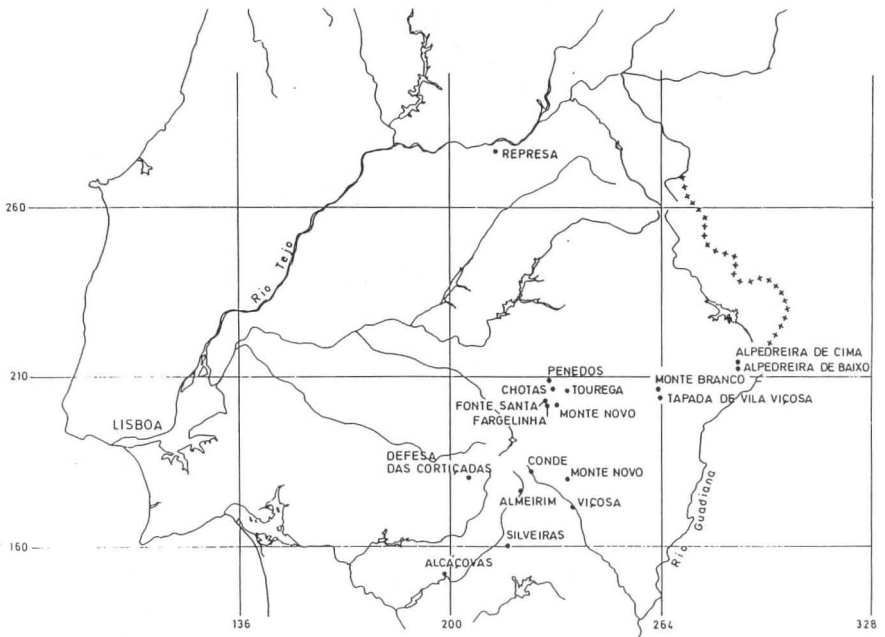 REPRESA
260
Rio Tejo
ALPEDREIRA DE CIMA
ALPEDREIRA DE BAIXO
210
PENEDOS
CHOTAS
TOUREGA
MONTE BRANCO
TAPADA DE VILA VIÇOSA
FONTE SANTA
FARGELINHA
MONTE NOVO
LISBOA
DEFESA
DAS CORTIÇADAS
CONDE
MONTE NOVO
ALMEIRIM
VIÇOSA
Rio Guadiana
SILVEIRAS
160
ALCAÇOVAS
136
200
264
328